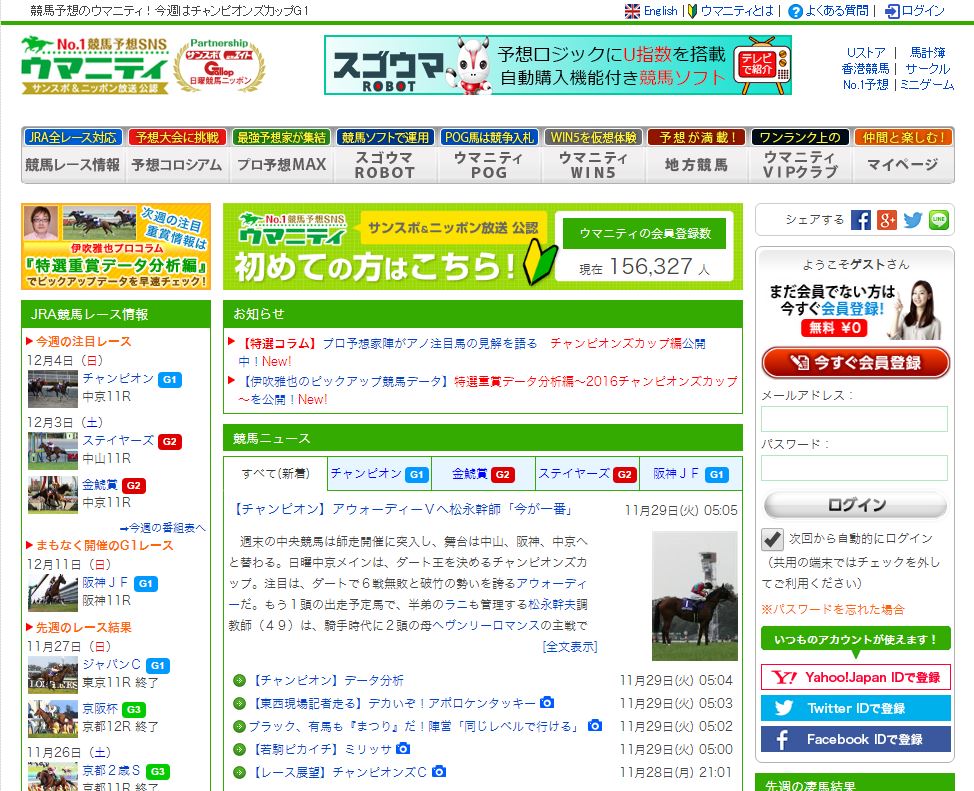 競馬予想のウマニティ！今週はチャンピオンズカップG1
English | ウマニティとは | よくある質問 | ログイン
No.1競馬予想SNS
ウマニティ
サンスポ&ニッポン放送 公認
Partnership
サンスポ
Gallop
日曜競馬ニッポン
スゴウマ
ROBOT
予想ロジックにU指数を搭載
自動購入機能付き競馬ソフト
テレビ
で紹介
Uストア | 馬計簿
香港競馬 | サークル
No.1予想 | ミニゲーム
JRA全レース対応
予想大会に挑戦
最強予想家が集結
競馬ソフトで運用
POG馬は競争入札
WIN5を仮想体験
予想が満載！
ワンランク上の
仲間と楽しむ！
競馬レース情報
予想コロシアム
プロ予想MAX
スゴウマ
ROBOT
ウマニティ
POG
ウマニティ
WIN5
地方競馬
ウマニティ
VIPクラブ
マイページ
次回の注目
重賞情報は
伊吹雅也プロコラム
『特選重賞データ分析編』
でピックアップデータを早速チェック！
No.1競馬予想SNS
ウマニティ
サンスポ&ニッポン放送 公認
初めての方はこちら！
ウマニティの会員登録数
現在 156,327 人
シェアする
LINE
JRA競馬レース情報
今週の注目レース
12月4日（日）
チャンピオン G1
中京11R
12月3日（土）
ステイヤーズ G2
中山11R
金鯱賞 G2
中京11R
⇒今週の番組表へ
まもなく開催のG1レース
12月11日（日）
阪神ＪＦ G1
阪神11R
先週のレース結果
11月27日（日）
ジャパンＣ G1
東京11R 終了
京阪杯 G3
京都12R 終了
11月26日（土）
京都２歳Ｓ G3
京都11R 終了
お知らせ
【特選コラム】プロ予想家陣がアノ注目馬の見解を語る　チャンピオンズカップ編公開
中！New!
【伊吹雅也のピックアップ競馬データ】特選重賞データ分析編～2016チャンピオンズカップ
～を公開！New!
競馬ニュース
すべて(新着)
チャンピオン G1
金鯱賞 G2
ステイヤーズ G2
阪神ＪＦ G1
【チャンピオン】アウォーディーＶへ松永幹師「今が一番」 11月29日(火) 05:05
週末の中央競馬は師走開催に突入し、舞台は中山、阪神、中京へ
と替わる。日曜中京メインは、ダート王を決めるチャンピオンズカ
ップ。注目は、ダートで６戦無敗と破竹の勢いを誇るアウォーディ
ーだ。もう１頭の出走予定馬で、半弟のラニも管理する松永幹夫調
教師（４９）は、騎手時代に２頭の母ヘヴンリーロマンスの主戦で
[全文表示]
【チャンピオン】データ分析 11月29日(火) 05:04
【東西現場記者走る】デカいぞ！アポロケンタッキー 11月29日(火) 05:03
ブラック、有馬も『まつり』だ！陣営「同じレベルで行ける」 11月29日(火) 05:02
【若駒ピカイチ】ミリッサ 11月29日(火) 05:00
【レース展望】チャンピオンズＣ 11月28日(月) 21:01
ようこそゲストさん
まだ会員でない方は
今すぐ会員登録!
無料 ¥0
今すぐ会員登録
メールアドレス：
パスワード：
ログイン
次回から自動的にログイン
（共用の端末ではチェックを外し
てご利用ください）
※パスワードを忘れた場合
いつものアカウントが使えます！
Yahoo!Japan IDで登録
Twitter IDで登録
Facebook IDで登録
先週の凄馬結果